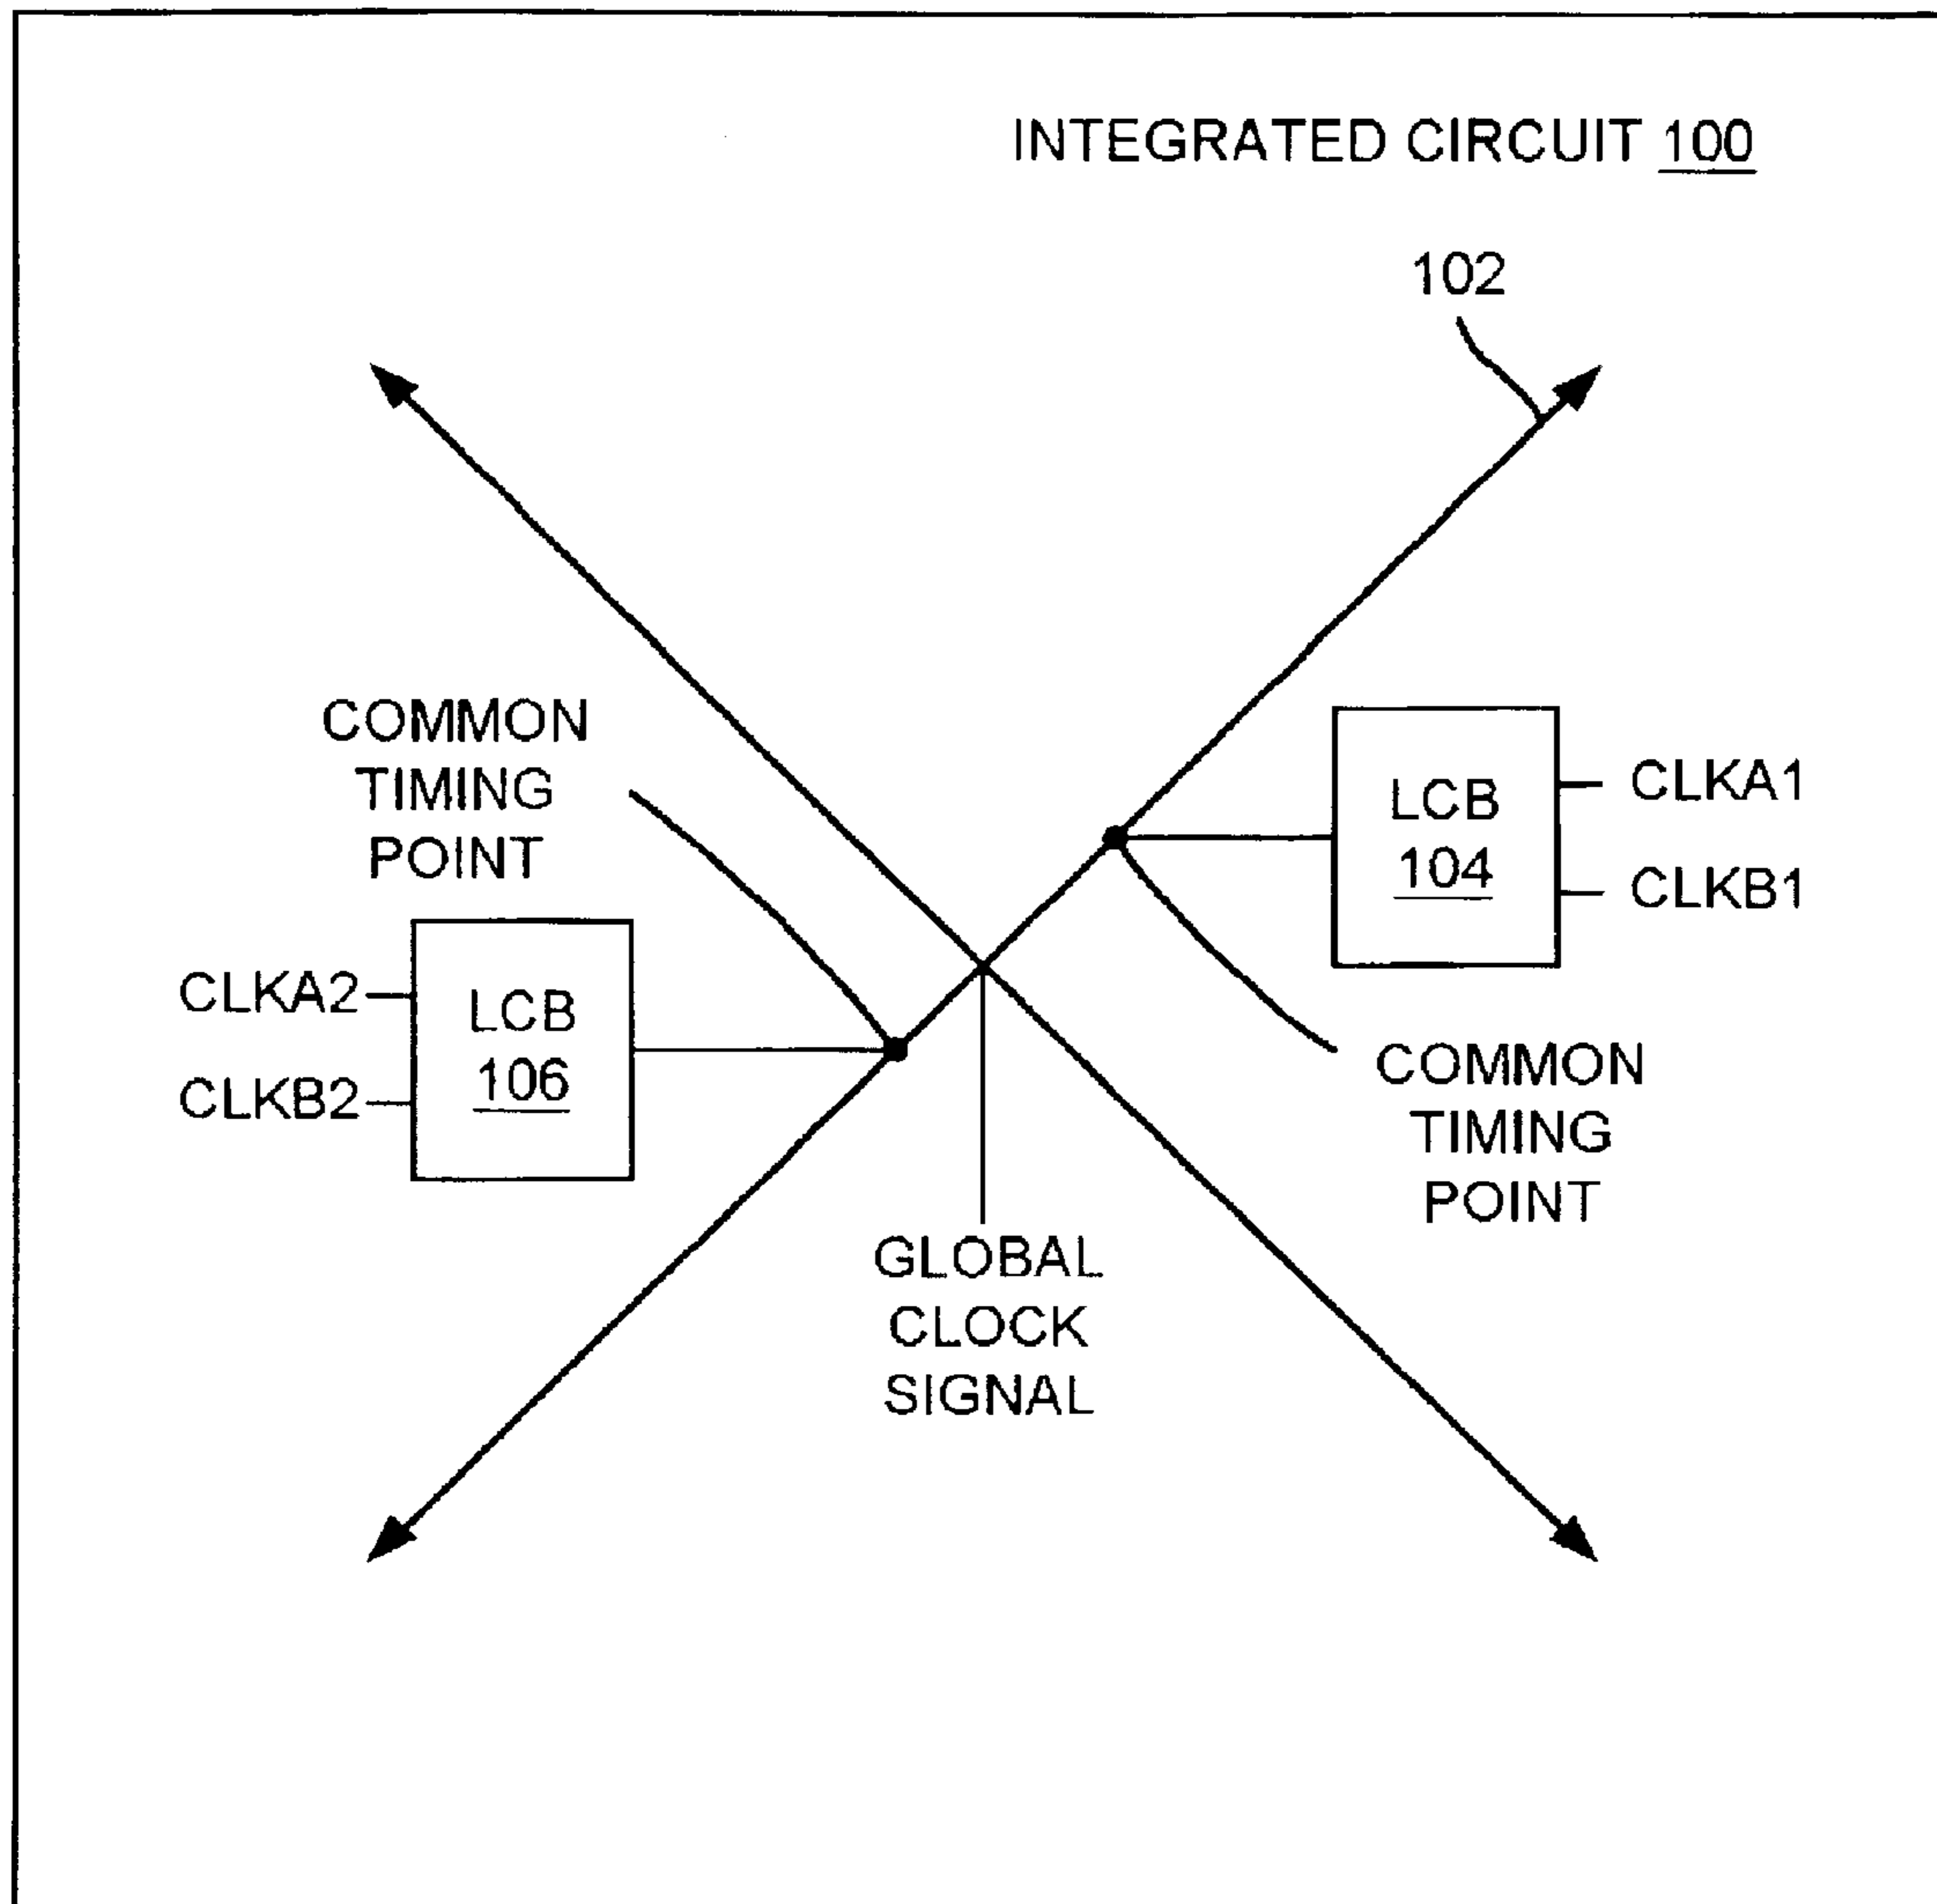 INTEGRATED CIRCUIT 100
102
COMMON
TIMING
POINT
LCB
104
CLKA1
CLKB1
CLKA2
CLKB2
LCB
106
COMMON
TIMING
POINT
GLOBAL
CLOCK
SIGNAL